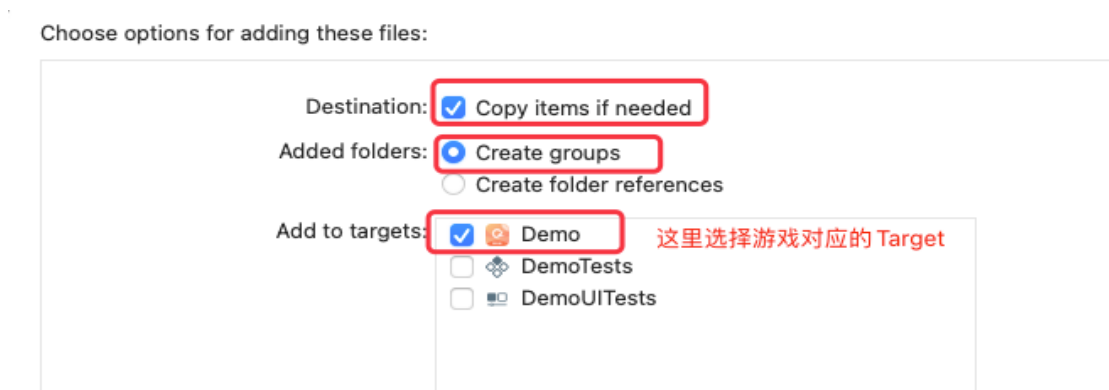 Choose options for adding these files:
Destination: Copy items if needed
Added folders: Create groups
Create folder references
Add to targets: Demo 这里选择游戏对应的 Target
DemoTests
DemoUITests